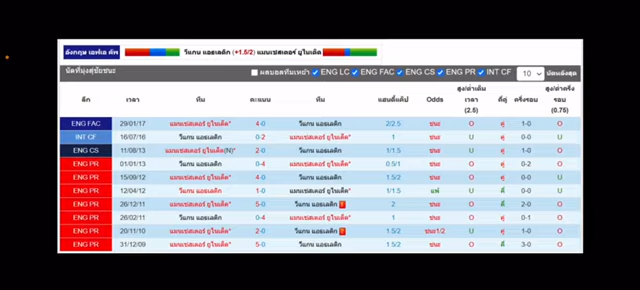 อังกฤษ เอฟเอ คัพ วีแกน แอธเลติก (+1.5/2) แมนเชสเตอร์ ยูไนเต็ด
นัดที่มุ่งสู่ชัยชนะ ผลบอลทีมเหย้า ENG LC ENG FAC ENG CS ENG PR INT CF 10 นัดหลังสุด
ลีก เวลา ทีม คะแนน ทีม แฮนดี้แค็ป Odds สูง/ต่ำเต็มเวลา (2.5) คี่คู่ ครึ่งรอบ สูง/ต่ำครึ่งรอบ (0.75)
ENG FAC 29/01/17 แมนเชสเตอร์ ยูไนเต็ด* 4-0 วีแกน แอธเลติก 2/2.5 ชนะ O คู่ 1-0 O
INT CF 16/07/16 วีแกน แอธเลติก 0-2 แมนเชสเตอร์ ยูไนเต็ด* 1 ชนะ U คู่ 0-0 U
ENG CS 11/08/13 แมนเชสเตอร์ ยูไนเต็ด(N)* 2-0 วีแกน แอธเลติก 1/1.5 ชนะ U คู่ 1-0 O
ENG PR 01/01/13 วีแกน แอธเลติก 0-4 แมนเชสเตอร์ ยูไนเต็ด* 0.5/1 ชนะ O คู่ 0-2 O
ENG PR 15/09/12 แมนเชสเตอร์ ยูไนเต็ด* 4-0 วีแกน แอธเลติก 1.5/2 ชนะ O คู่ 0-0 U
ENG PR 12/04/12 วีแกน แอธเลติก 1-0 แมนเชสเตอร์ ยูไนเต็ด* 1/1.5 แพ้ U คี่ 0-0 U
ENG PR 26/12/11 แมนเชสเตอร์ ยูไนเต็ด* 5-0 วีแกน แอธเลติก 2 ชนะ O คี่ 2-0 O
ENG PR 26/02/11 วีแกน แอธเลติก 0-4 แมนเชสเตอร์ ยูไนเต็ด* 1 ชนะ O คู่ 0-1 O
ENG PR 20/11/10 แมนเชสเตอร์ ยูไนเต็ด* 2-0 วีแกน แอธเลติก 1.5/2 ชนะ1/2 U คู่ 1-0 O
ENG PR 31/12/09 แมนเชสเตอร์ ยูไนเต็ด* 5-0 วีแกน แอธเลติก 1.5/2 ชนะ O คี่ 3-0 O